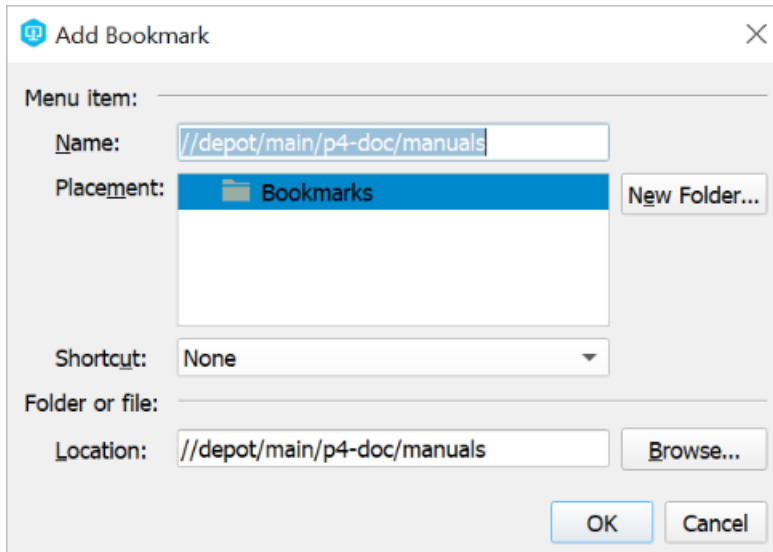 Add Bookmark
Menu item:
Name: //depot/main/p4-doc/manuals
Placement: Bookmarks New Folder...
Shortcut: None
Folder or file:
Location: //depot/main/p4-doc/manuals Browse...
OK Cancel